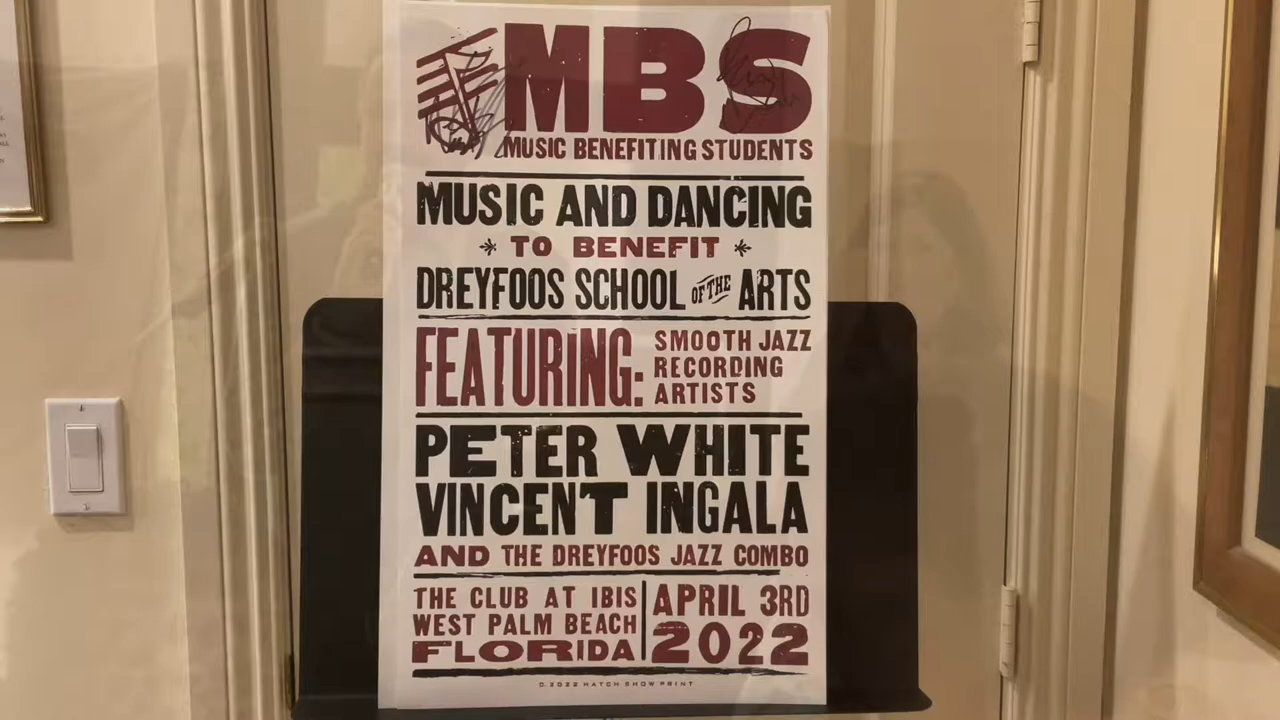 MBS
MUSIC BENEFITING STUDENTS
MUSIC AND DANCING
TO BENEFIT
DREYFOOS SCHOOL OF THE ARTS
FEATURING: SMOOTH JAZZ
RECORDING
ARTISTS
PETER WHITE
VINCENT INGALA
AND THE DREYFOOS JAZZ COMBO
THE CLUB AT IBIS
WEST PALM BEACH
FLORIDA
APRIL 3RD
2022
© 2022 HATCH SHOW PRINT